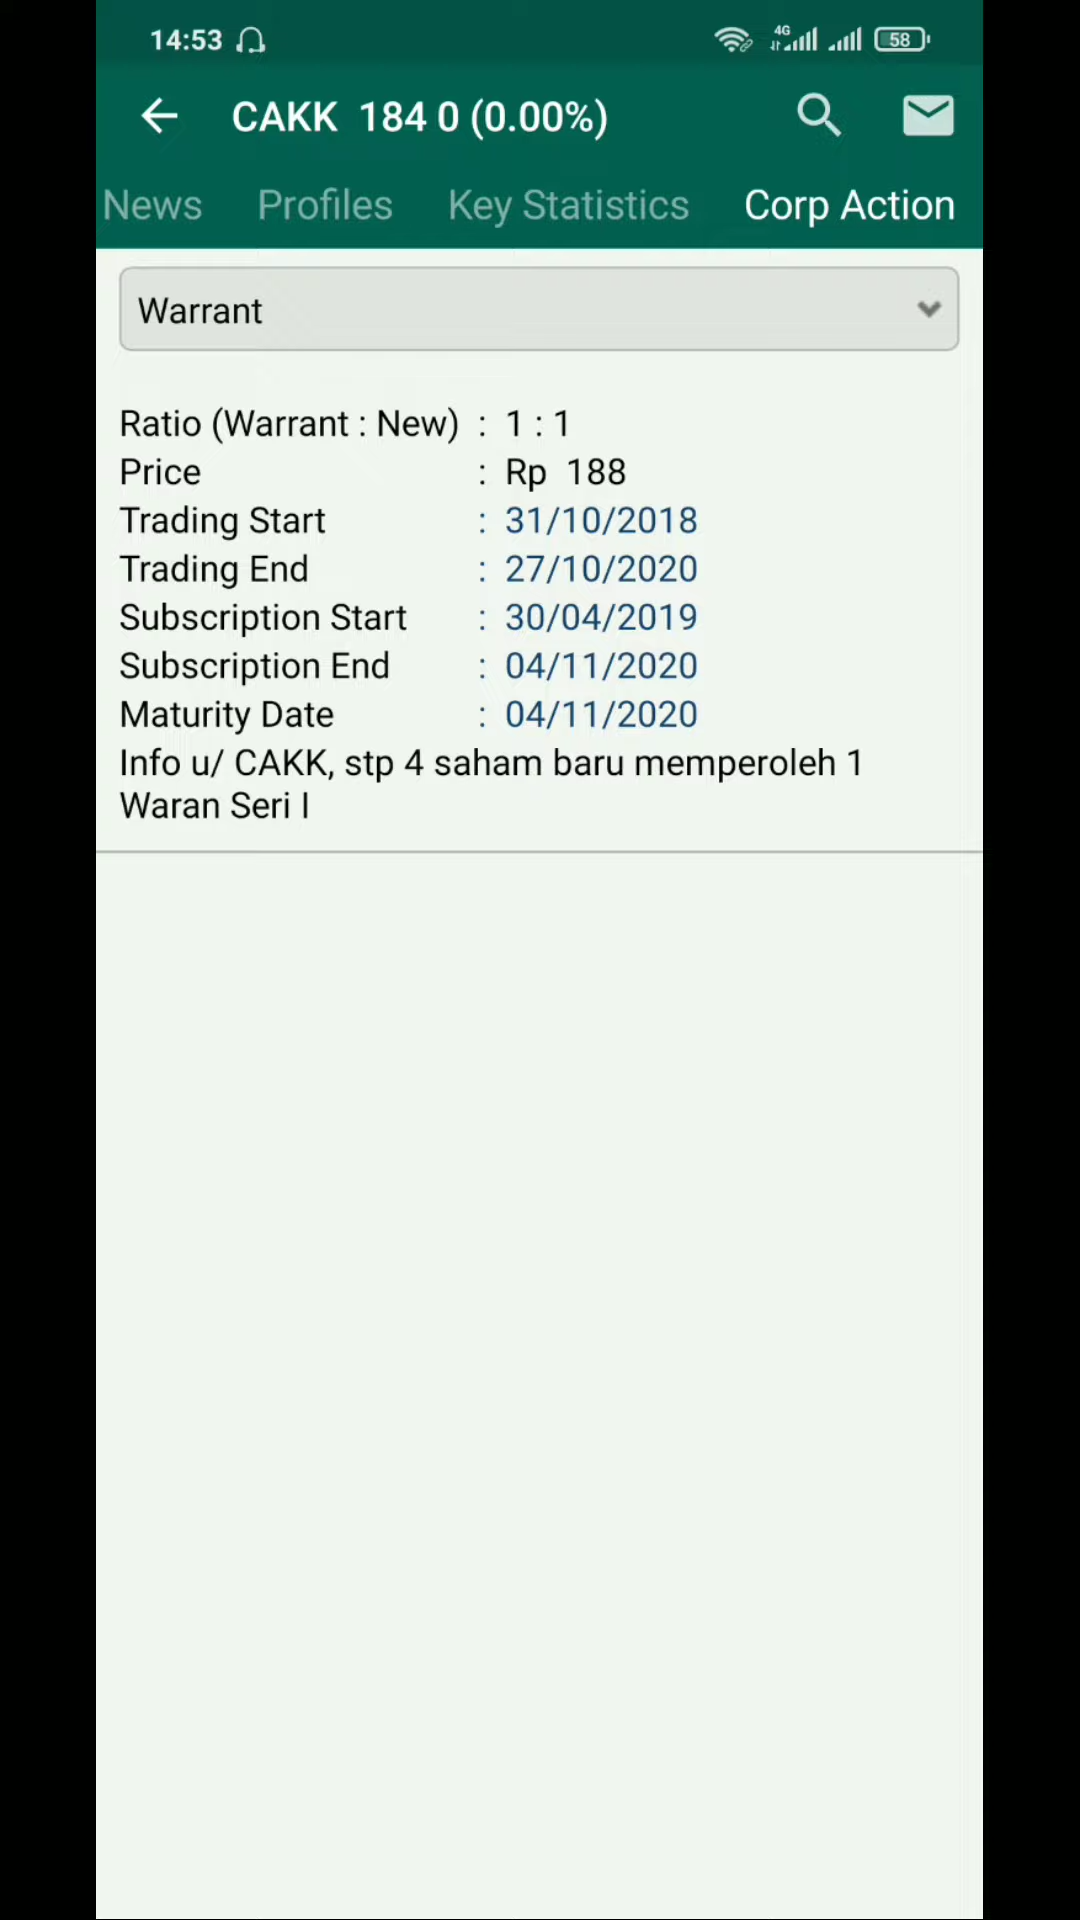 14:53 4G 58
CAKK 184 0 (0.00%)
News Profiles Key Statistics Corp Action
Warrant
Ratio (Warrant : New) : 1 : 1
Price : Rp 188
Trading Start : 31/10/2018
Trading End : 27/10/2020
Subscription Start : 30/04/2019
Subscription End : 04/11/2020
Maturity Date : 04/11/2020
Info u/ CAKK, stp 4 saham baru memperoleh 1
Waran Seri I